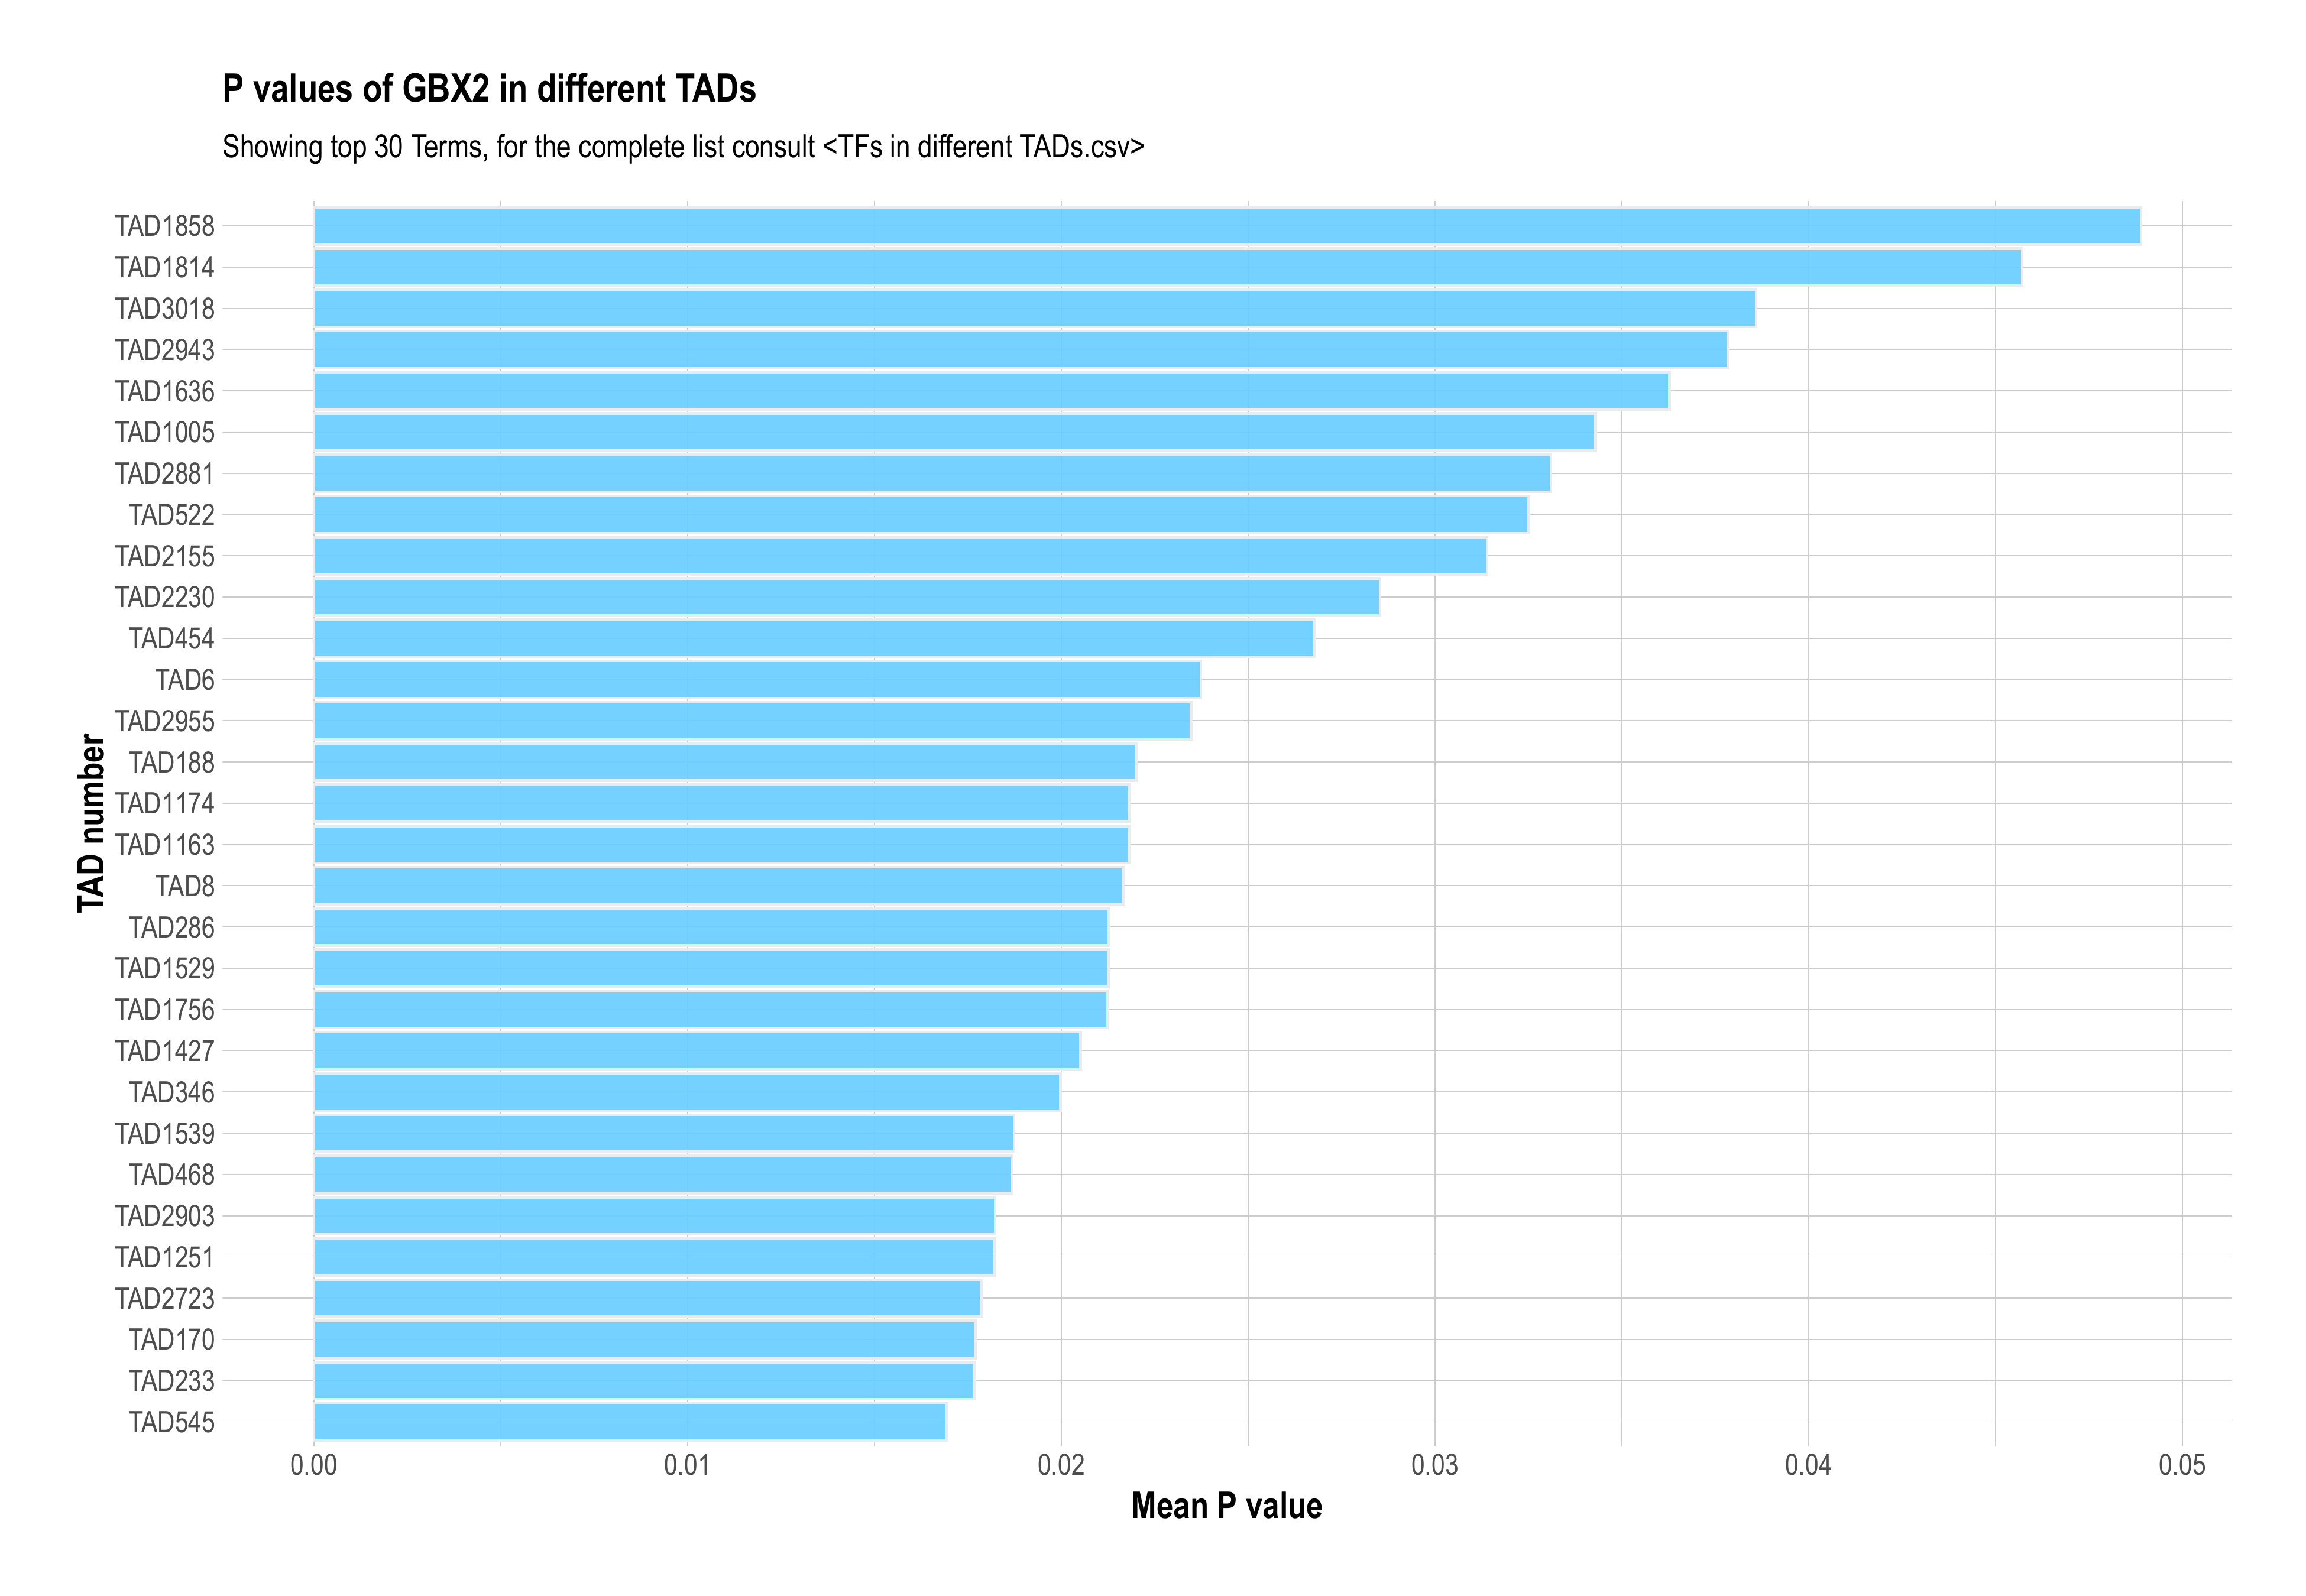 P values of GBX2 in different TADs
Showing top 30 Terms, for the complete list consult <TFs in different TADs.csv>
TAD number
TAD1858
TAD1814
TAD3018
TAD2943
TAD1636
TAD1005
TAD2881
TAD522
TAD2155
TAD2230
TAD454
TAD6
TAD2955
TAD188
TAD1174
TAD1163
TAD8
TAD286
TAD1529
TAD1756
TAD1427
TAD346
TAD1539
TAD468
TAD2903
TAD1251
TAD2723
TAD170
TAD233
TAD545
0.00 0.01 0.02 0.03 0.04 0.05
Mean P value